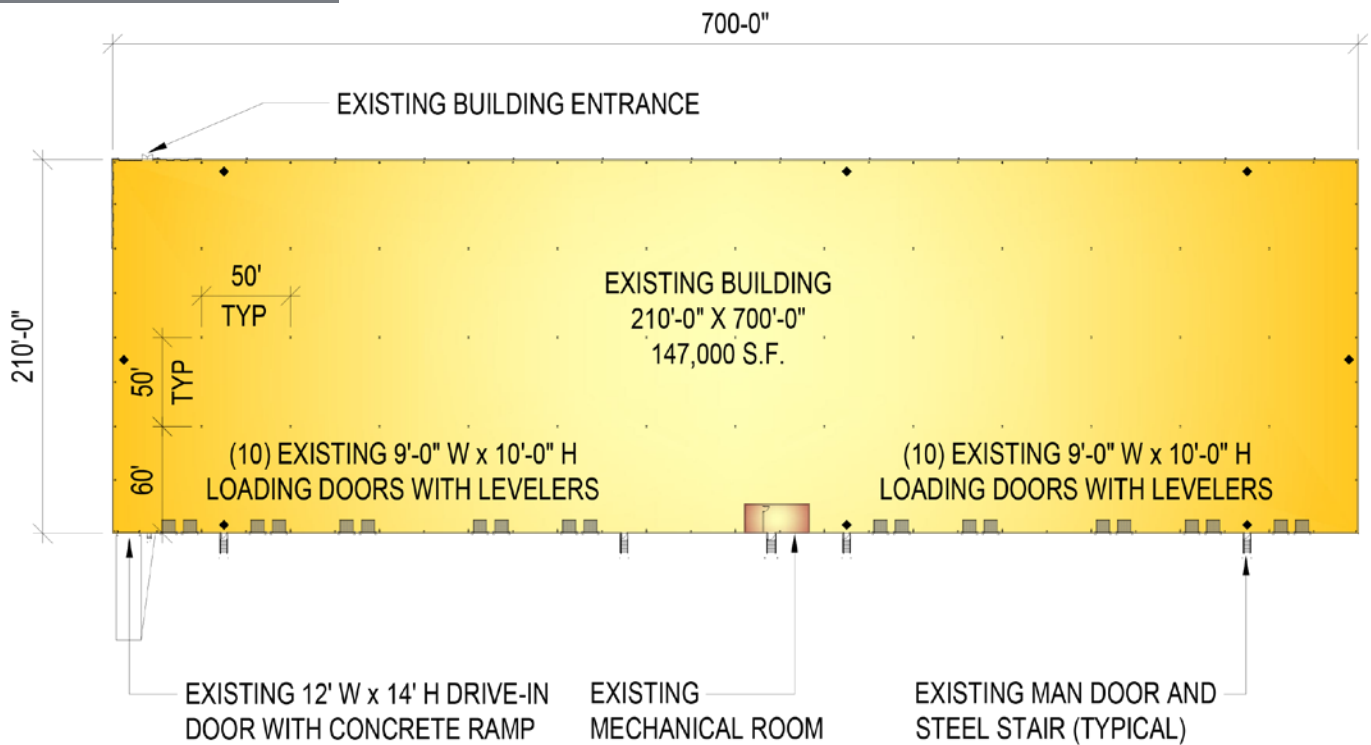 700-0"
EXISTING BUILDING ENTRANCE
210'-0"
50'
TYP
50'
TYP
60'
EXISTING BUILDING
210'-0" X 700'-0"
147,000 S.F.
(10) EXISTING 9'-0" W x 10'-0" H
LOADING DOORS WITH LEVELERS
(10) EXISTING 9'-0" W x 10'-0" H
LOADING DOORS WITH LEVELERS
EXISTING 12' W x 14' H DRIVE-IN
DOOR WITH CONCRETE RAMP
EXISTING
MECHANICAL ROOM
EXISTING MAN DOOR AND
STEEL STAIR (TYPICAL)